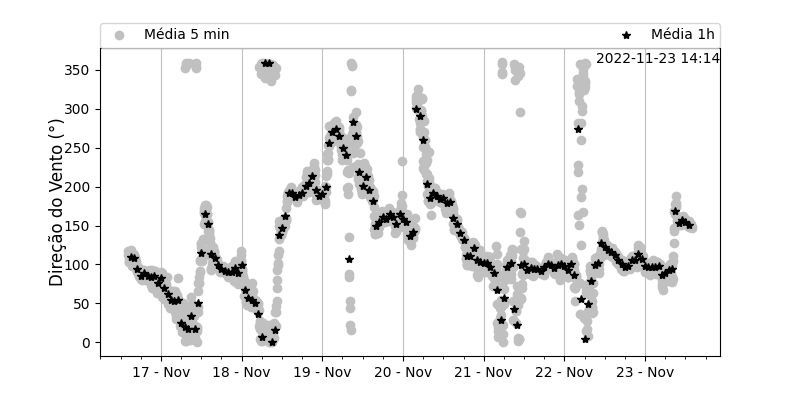 Média 5 min
Média 1h
2022-11-23 14:14
Direção do Vento (°)
350
300
250
200
150
100
50
0
17 - Nov
18 - Nov
19 - Nov
20 - Nov
21 - Nov
22 - Nov
23 - Nov